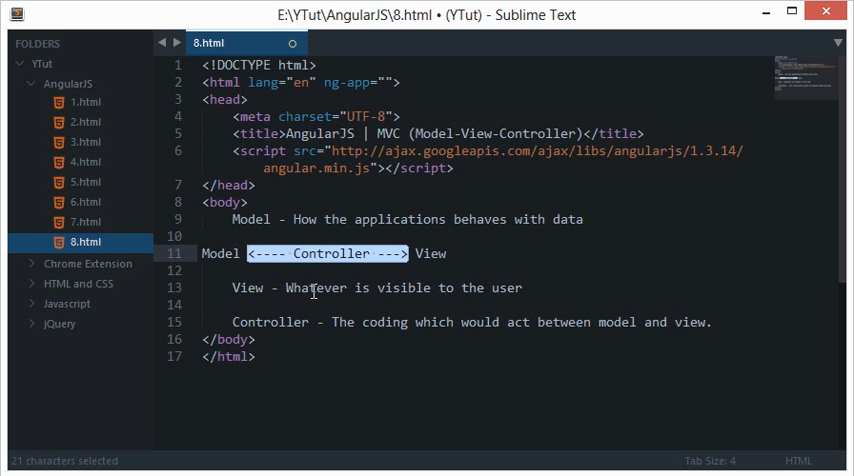 E:\YTut\AngularJS\8.html • (YTut) - Sublime Text
FOLDERS
YTut
AngularJS
1.html
2.html
3.html
4.html
5.html
6.html
7.html
8.html
Chrome Extension
HTML and CSS
Javascript
jQuery
8.html
1 <!DOCTYPE html>
2 <html lang="en" ng-app="">
3 <head>
4 <meta charset="UTF-8">
5 <title>AngularJS | MVC (Model-View-Controller)</title>
6 <script src="http://ajax.googleapis.com/ajax/libs/angularjs/1.3.14/
angular.min.js"></script>
7 </head>
8 <body>
9 Model - How the applications behaves with data
10
11 Model <---- Controller ---> View
12
13 View - Whatever is visible to the user
14
15 Controller - The coding which would act between model and view.
16 </body>
17 </html>
21 characters selected
Tab Size: 4
HTML